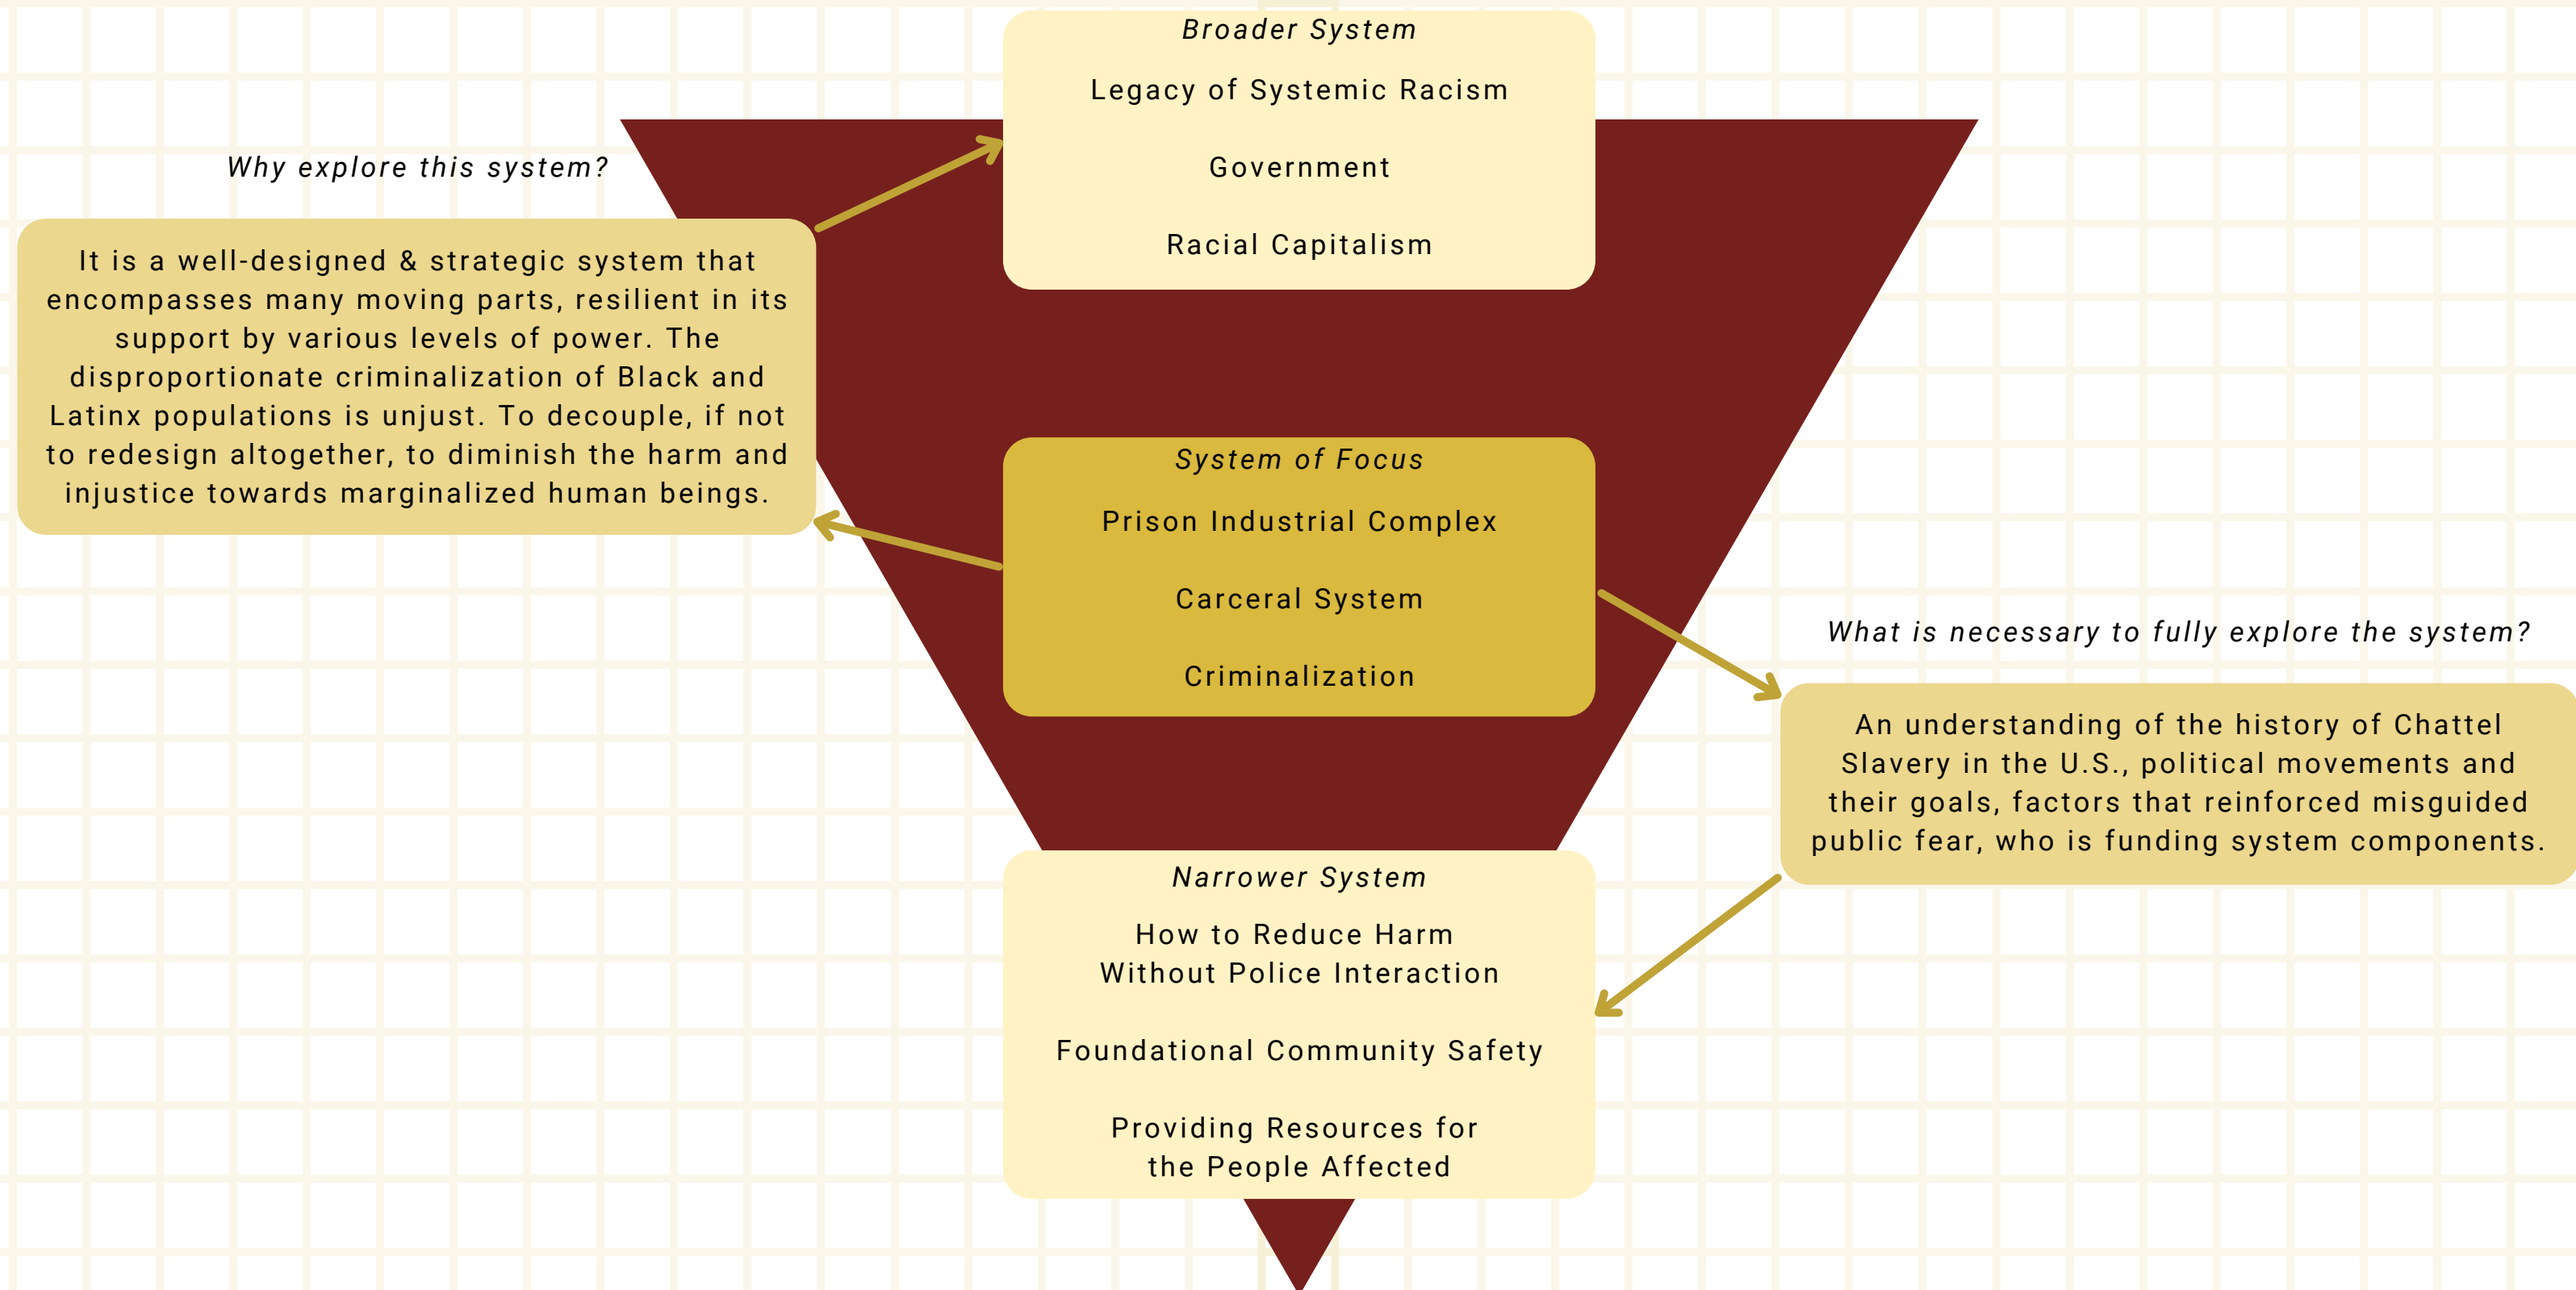 Broader System
Legacy of Systemic Racism
Government
Racial Capitalism
Why explore this system?
It is a well-designed & strategic system that
encompasses many moving parts, resilient in its
support by various levels of power. The
disproportionate criminalization of Black and
Latinx populations is unjust. To decouple, if not
to redesign altogether, to diminish the harm and
injustice towards marginalized human beings.
System of Focus
Prison Industrial Complex
Carceral System
Criminalization
What is necessary to fully explore the system?
An understanding of the history of Chattel
Slavery in the U.S., political movements and
their goals, factors that reinforced misguided
public fear, who is funding system components.
Narrower System
How to Reduce Harm
Without Police Interaction
Foundational Community Safety
Providing Resources for
the People Affected